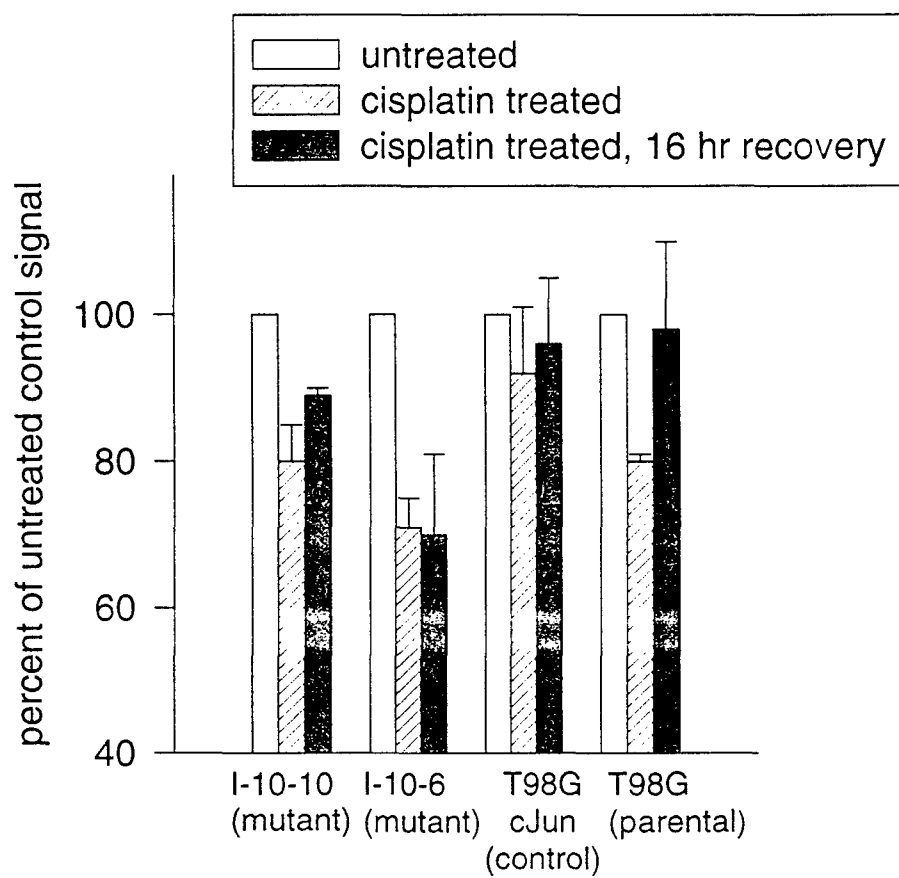 untreated
cisplatin treated
cisplatin treated, 16 hr recovery
percent of untreated control signal
100
80
60
40
I-10-10
(mutant)
I-10-6
(mutant)
T98G
cJun
(control)
T98G
(parental)